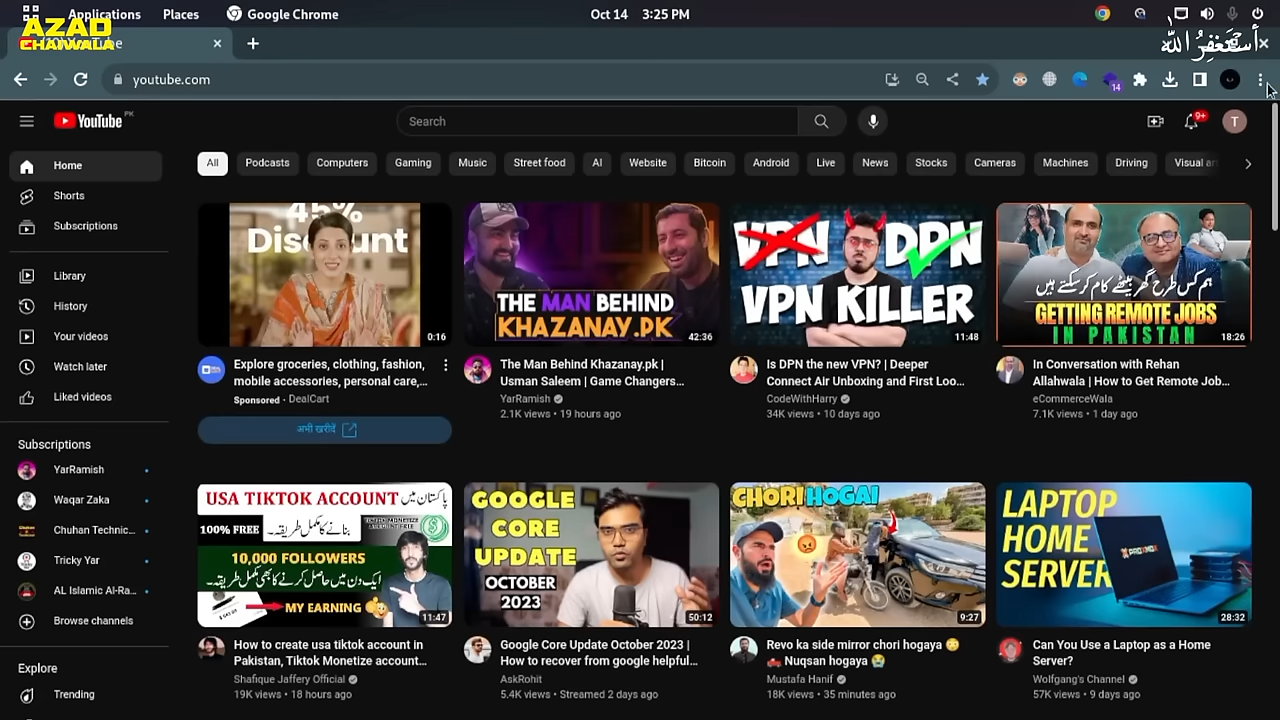 Applications Places Google Chrome Oct 14 3:25 PM
AZAD
CHAIWALA
أستغفر الله
youtube.com
14
YouTube PK
Search
9+
T
Home
Shorts
Subscriptions
Library
History
Your videos
Watch later
Liked videos
Subscriptions
YarRamish
Waqar Zaka
Chuhan Technic...
Tricky Yar
AL Islamic Al-Ra...
Browse channels
Explore
Trending
All Podcasts Computers Gaming Music Street food AI Website Bitcoin Android Live News Stocks Cameras Machines Driving Visual ar
45%
Discount
0:16
Explore groceries, clothing, fashion,
mobile accessories, personal care,...
Sponsored · DealCart
अभी खरीदें
THE MAN BEHIND
KHAZANAY.PK
42:36
The Man Behind Khazanay.pk |
Usman Saleem | Game Changers...
YarRamish
2.1K views • 19 hours ago
VPN DPN
VPN KILLER
11:48
Is DPN the new VPN? | Deeper
Connect Air Unboxing and First Loo...
CodeWithHarry
34K views • 10 days ago
ہم کس طرح گھر بیٹھے کام کر سکتے ہیں
GETTING REMOTE JOBS
IN PAKISTAN
18:26
In Conversation with Rehan
Allahwala | How to Get Remote Job...
eCommerceWala
7.1K views • 1 day ago
USA TIKTOK ACCOUNT پاکستان میں
100% FREE بنانے کا مکمل طریقہ۔
10,000 FOLLOWERS
ایک دن میں حاصل کرنے کا بھی مکمل طریقہ۔
MY EARNING
11:47
How to create usa tiktok account in
Pakistan, Tiktok Monetize account...
Shafique Jaffery Official
19K views • 18 hours ago
GOOGLE
CORE
UPDATE
OCTOBER
2023
50:12
Google Core Update October 2023 |
How to recover from google helpful...
AskRohit
5.4K views • Streamed 2 days ago
CHORI HOGAI
9:27
Revo ka side mirror chori hogaya 😳
🛻 Nuqsan hogaya 😭
Mustafa Hanif
18K views • 35 minutes ago
LAPTOP
HOME
SERVER
PROXMOX
28:32
Can You Use a Laptop as a Home
Server?
Wolfgang's Channel
57K views • 9 days ago